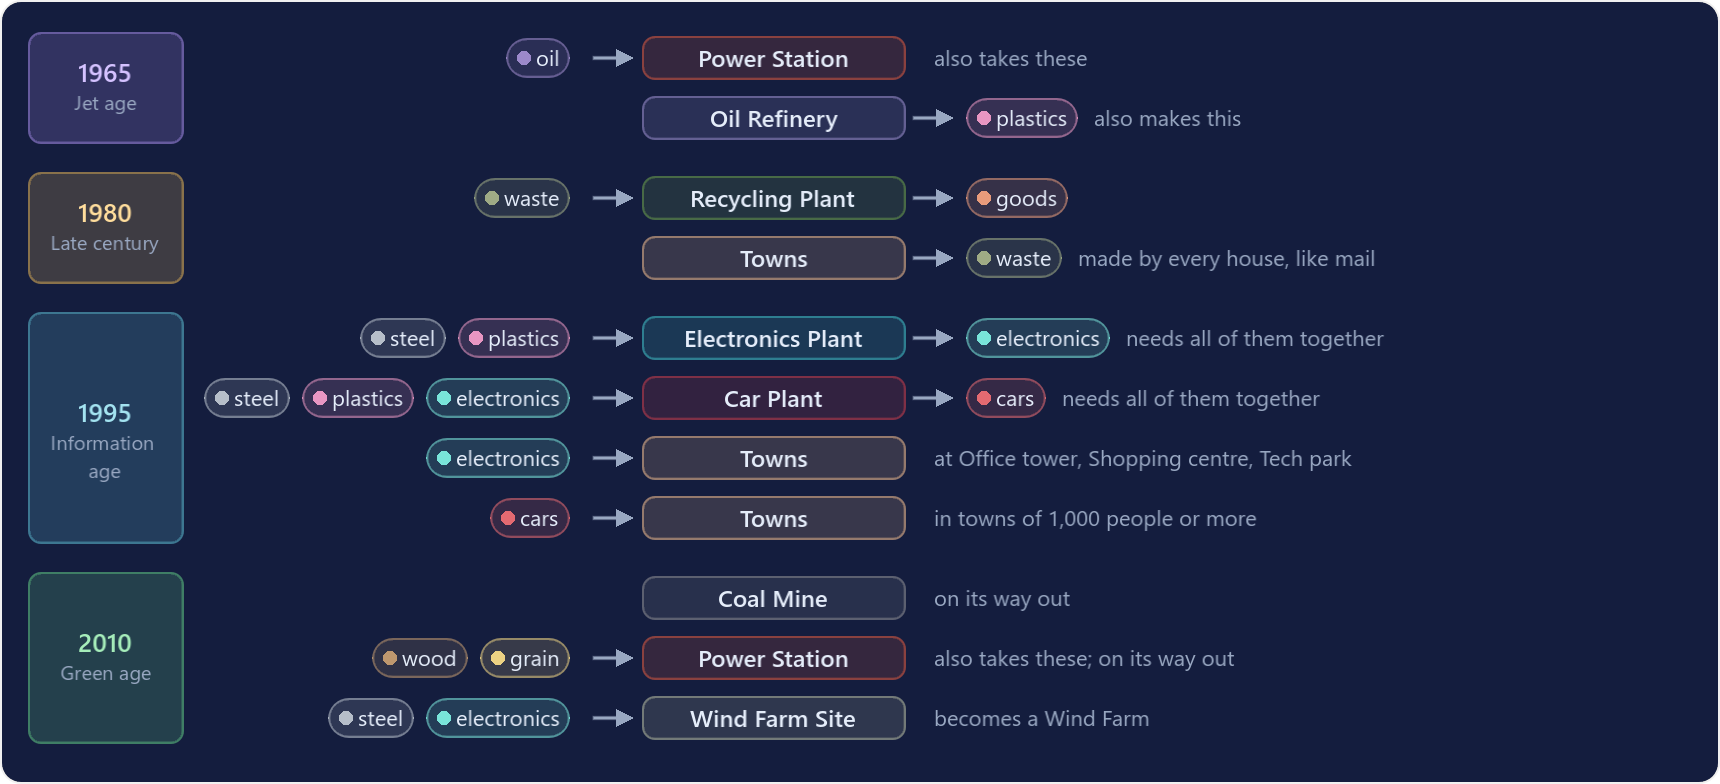 1965
Jet age
oil Power Station also takes these
Oil Refinery plastics also makes this
1980
Late century
waste Recycling Plant goods
Towns waste made by every house, like mail
1995
Information
age
steel plastics Electronics Plant electronics needs all of them together
steel plastics electronics Car Plant cars needs all of them together
electronics Towns at Office tower, Shopping centre, Tech park
cars Towns in towns of 1,000 people or more
2010
Green age
Coal Mine on its way out
wood grain Power Station also takes these; on its way out
steel electronics Wind Farm Site becomes a Wind Farm